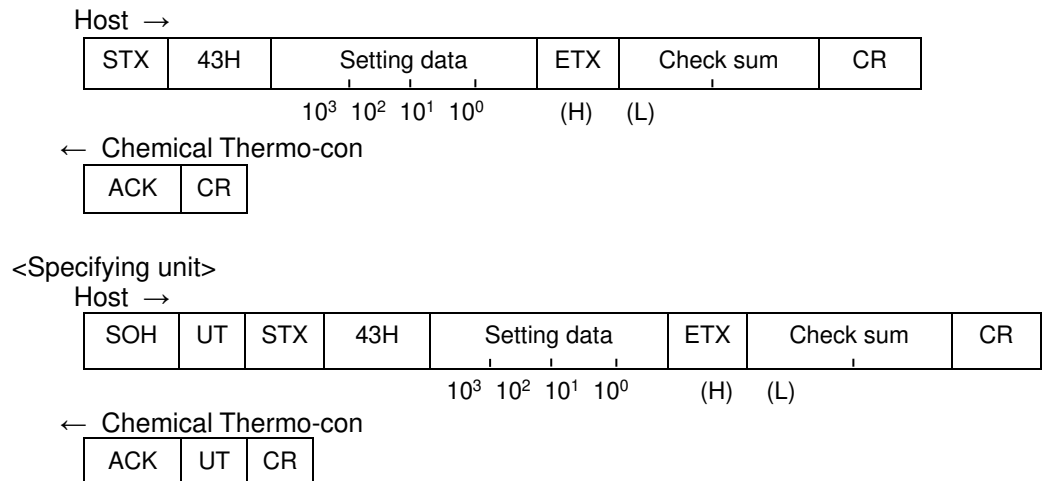 Host →
STX 43H Setting data ETX Check sum CR
10³ 10² 10¹ 10⁰ (H) (L)
← Chemical Thermo-con
ACK CR
<Specifying unit>
Host →
SOH UT STX 43H Setting data ETX Check sum CR
10³ 10² 10¹ 10⁰ (H) (L)
← Chemical Thermo-con
ACK UT CR